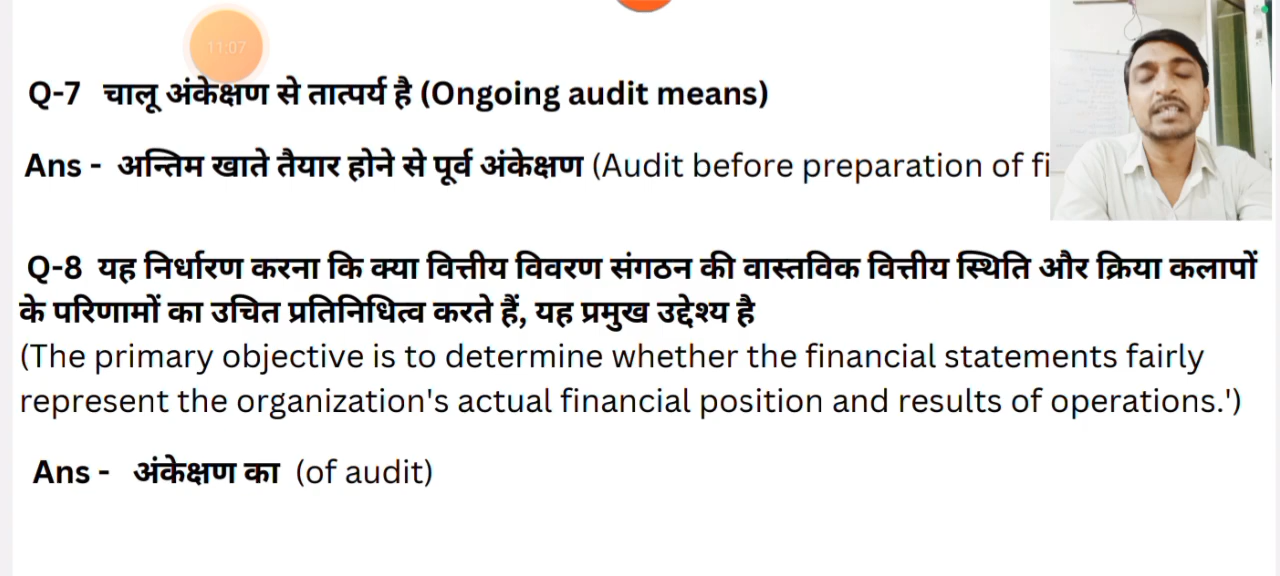 11:07
Q-7 चालू अंकेक्षण से तात्पर्य है (Ongoing audit means)
Ans - अन्तिम खाते तैयार होने से पूर्व अंकेक्षण (Audit before preparation of
Q-8 यह निर्धारण करना कि क्या वित्तीय विवरण संगठन की वास्तविक वित्तीय स्थिति और क्रिया कलापों
के परिणामों का उचित प्रतिनिधित्व करते हैं, यह प्रमुख उद्देश्य है
(The primary objective is to determine whether the financial statements fairly
represent the organization's actual financial position and results of operations.')
Ans - अंकेक्षण का (of audit)